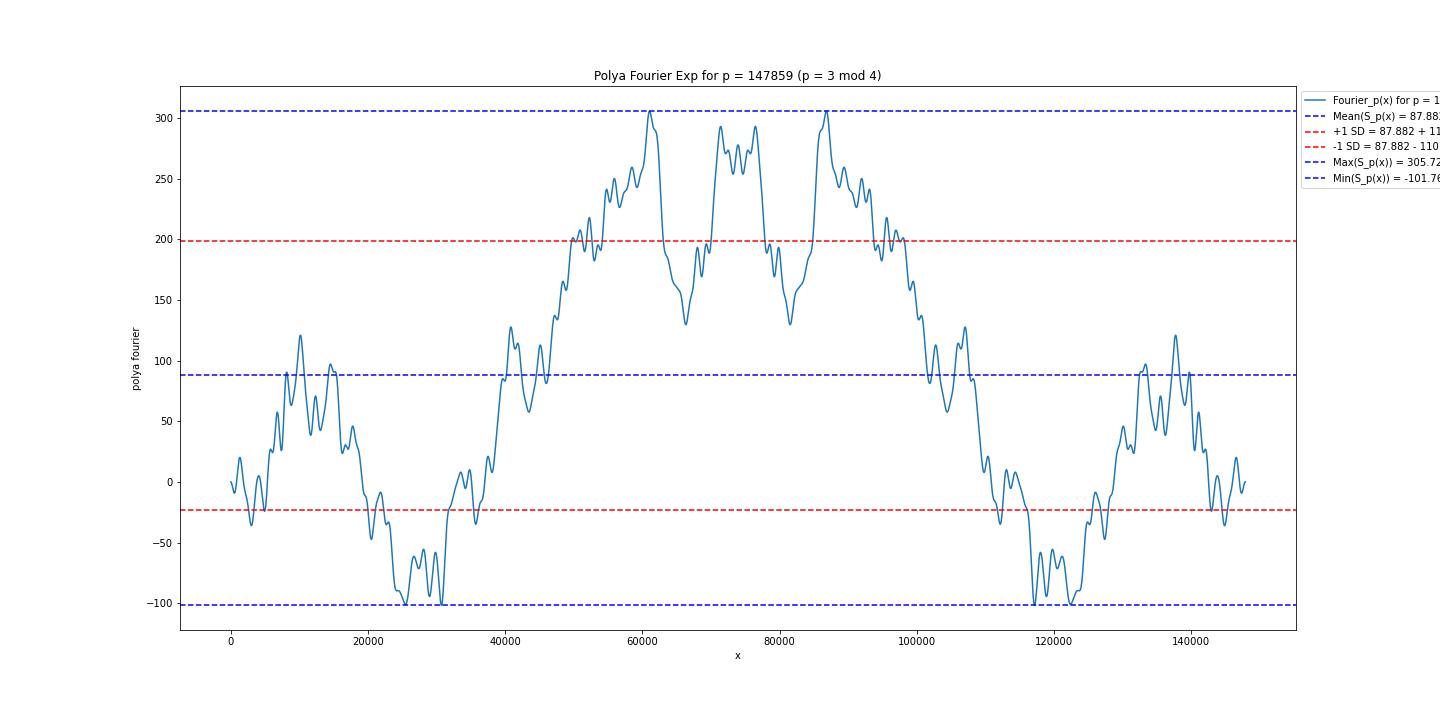 Polya Fourier Exp for p = 147859 (p = 3 mod 4)
Fourier_p(x) for p = 1
Mean(S_p(x) = 87.882
+1 SD = 87.882 + 11
-1 SD = 87.882 - 110
Max(S_p(x)) = 305.72
Min(S_p(x)) = -101.76
300
250
200
150
100
50
0
−50
−100
polya fourier
0 20000 40000 60000 80000 100000 120000 140000
x